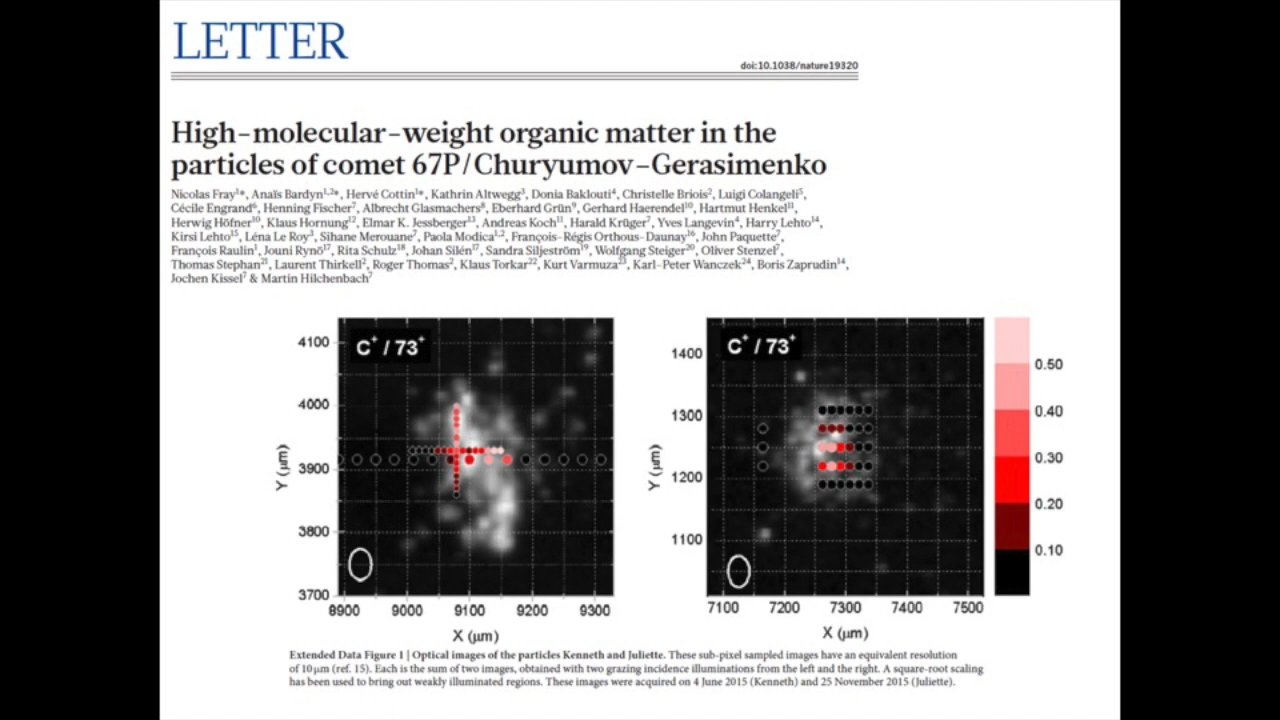 LETTER
doi:10.1038/nature19320
High-molecular-weight organic matter in the
particles of comet 67P/Churyumov–Gerasimenko
Nicolas Fray¹*, Anaïs Bardyn¹,²*, Hervé Cottin¹*, Kathrin Altwegg³, Donia Baklouti⁴, Christelle Briois², Luigi Colangeli⁵,
Cécile Engrand⁶, Henning Fischer⁷, Albrecht Glasmachers⁸, Eberhard Grün⁹, Gerhard Haerendel¹⁰, Hartmut Henkel¹¹,
Herwig Höfner¹⁰, Klaus Hornung¹², Elmar K. Jessberger¹³, Andreas Koch¹¹, Harald Krüger⁷, Yves Langevin⁴, Harry Lehto¹⁴,
Kirsi Lehto¹⁵, Léna Le Roy³, Sihane Merouane⁷, Paola Modica¹,², François-Régis Orthous-Daunay¹⁶, John Paquette⁷,
François Raulin¹, Jouni Rynö¹⁷, Rita Schulz¹⁸, Johan Silén¹⁷, Sandra Siljeström¹⁹, Wolfgang Steiger²⁰, Oliver Stenzel⁷,
Thomas Stephan²¹, Laurent Thirkell², Roger Thomas², Klaus Torkar²², Kurt Varmuza²³, Karl-Peter Wanczek²⁴, Boris Zaprudin¹⁴,
Jochen Kissel⁷ & Martin Hilchenbach⁷
C⁺ / 73⁺
4100
4000
3900
3800
3700
Y (µm)
8900 9000 9100 9200 9300
X (µm)
C⁺ / 73⁺
1400
1300
1200
1100
Y (µm)
7100 7200 7300 7400 7500
X (µm)
0.50
0.40
0.30
0.20
0.10
Extended Data Figure 1 | Optical images of the particles Kenneth and Juliette. These sub-pixel sampled images have an equivalent resolution
of 10 µm (ref. 15). Each is the sum of two images, obtained with two grazing incidence illuminations from the left and the right. A square-root scaling
has been used to bring out weakly illuminated regions. These images were acquired on 4 June 2015 (Kenneth) and 25 November 2015 (Juliette).